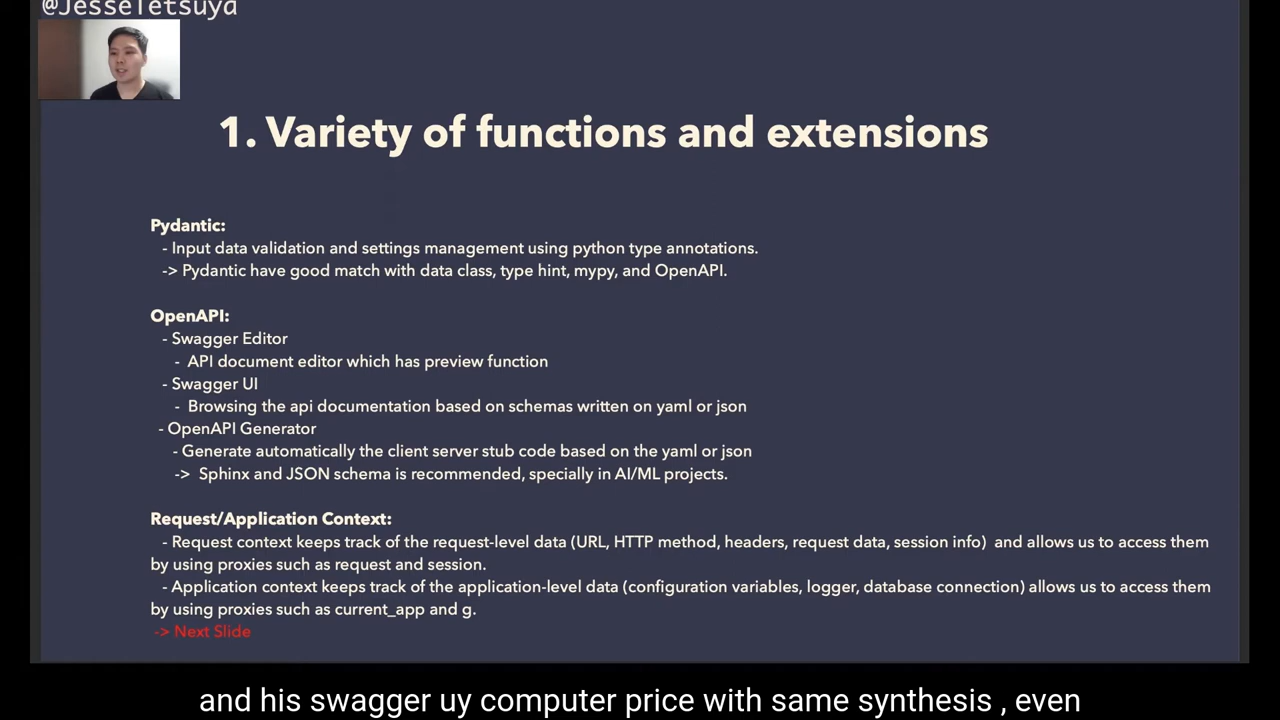 @JesseTetsuya
1. Variety of functions and extensions
Pydantic:
- Input data validation and settings management using python type annotations.
-> Pydantic have good match with data class, type hint, mypy, and OpenAPI.
OpenAPI:
- Swagger Editor
- API document editor which has preview function
- Swagger UI
- Browsing the api documentation based on schemas written on yaml or json
- OpenAPI Generator
- Generate automatically the client server stub code based on the yaml or json
-> Sphinx and JSON schema is recommended, specially in AI/ML projects.
Request/Application Context:
- Request context keeps track of the request-level data (URL, HTTP method, headers, request data, session info) and allows us to access them
by using proxies such as request and session.
- Application context keeps track of the application-level data (configuration variables, logger, database connection) allows us to access them
by using proxies such as current_app and g.
-> Next Slide
and his swagger uy computer price with same synthesis , even